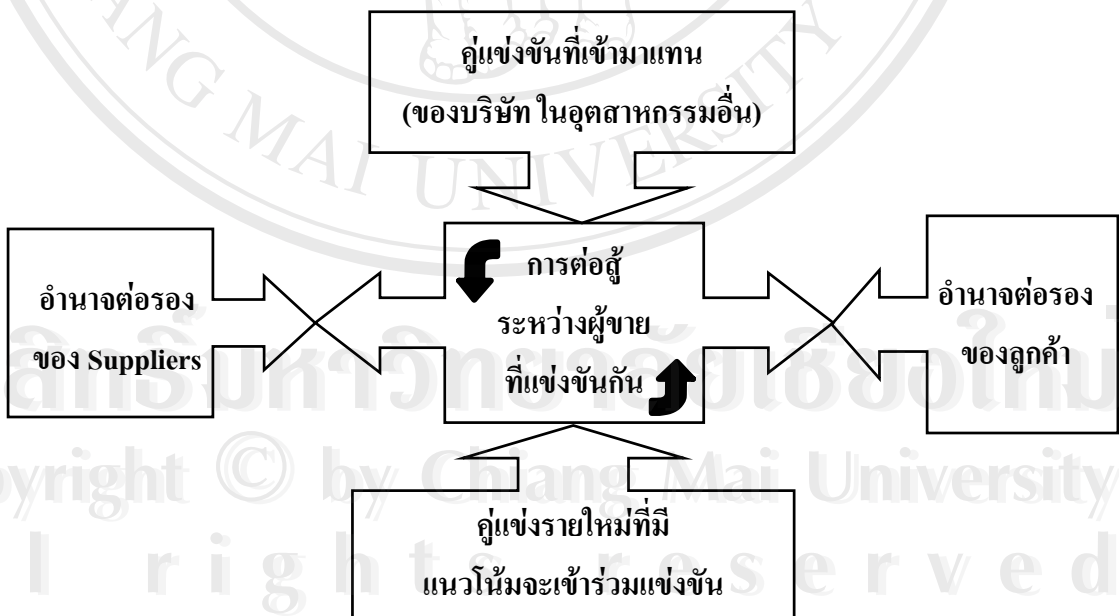 คู่แข่งขันที่เข้ามาแทน
(ของบริษัท ในอุตสาหกรรมอื่น)
อำนาจต่อรอง
ของ Suppliers
การต่อสู้
ระหว่างผู้ขาย
ที่แข่งขันกัน
อำนาจต่อรอง
ของลูกค้า
คู่แข่งรายใหม่ที่มี
แนวโน้มจะเข้าร่วมแข่งขัน
ANG MAI UNIVERSITY
ลิขสิทธิ์มหาวิทยาลัยเชียงใหม่
pyright © by Chiang Mai University
l rights reserved